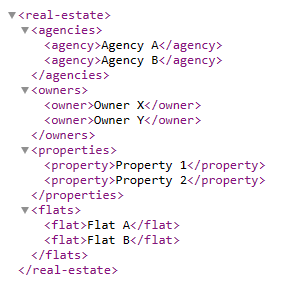 <real-estate>
<agencies>
<agency>Agency A</agency>
<agency>Agency B</agency>
</agencies>
<owners>
<owner>Owner X</owner>
<owner>Owner Y</owner>
</owners>
<properties>
<property>Property 1</property>
<property>Property 2</property>
</properties>
<flats>
<flat>Flat A</flat>
<flat>Flat B</flat>
</flats>
</real-estate>